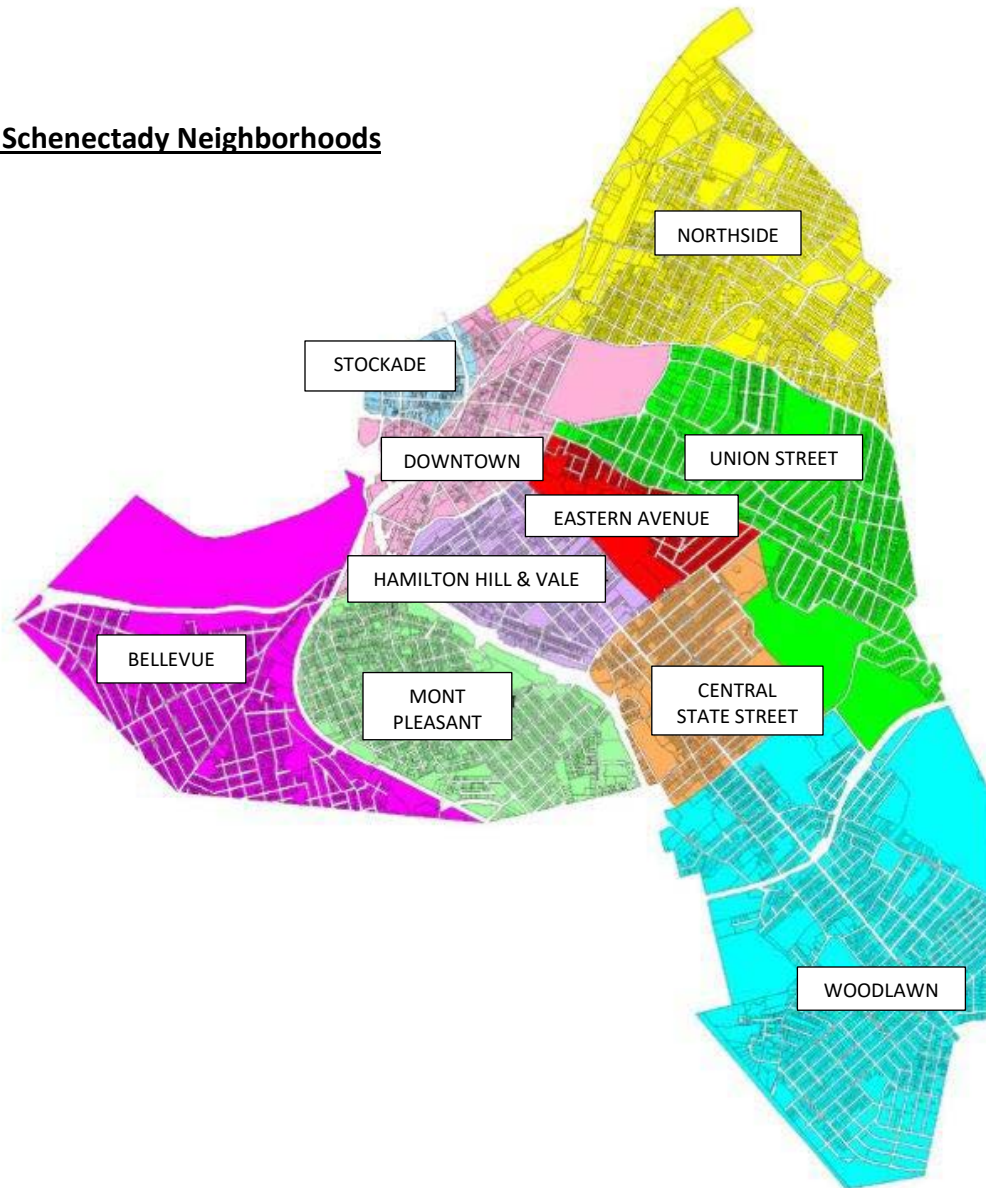 Schenectady Neighborhoods
NORTHSIDE
STOCKADE
DOWNTOWN
UNION STREET
EASTERN AVENUE
HAMILTON HILL & VALE
BELLEVUE
MONT
PLEASANT
CENTRAL
STATE STREET
WOODLAWN